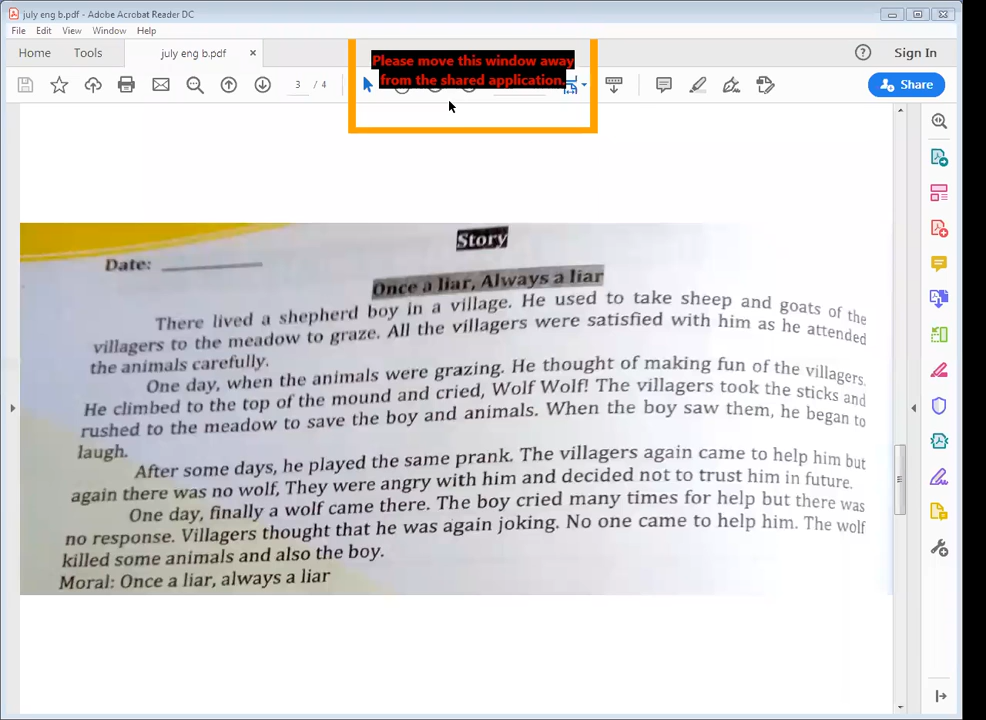 july eng b.pdf - Adobe Acrobat Reader DC
File Edit View Window Help
Home Tools july eng b.pdf × Sign In
Please move this window away
from the shared application.
3 / 4 Share
Story
Date:
Once a liar, Always a liar
There lived a shepherd boy in a village. He used to take sheep and goats of the
villagers to the meadow to graze. All the villagers were satisfied with him as he attended
the animals carefully.
One day, when the animals were grazing. He thought of making fun of the villagers.
He climbed to the top of the mound and cried, Wolf Wolf! The villagers took the sticks and
rushed to the meadow to save the boy and animals. When the boy saw them, he began to
laugh.
After some days, he played the same prank. The villagers again came to help him but
again there was no wolf, They were angry with him and decided not to trust him in future.
One day, finally a wolf came there. The boy cried many times for help but there was
no response. Villagers thought that he was again joking. No one came to help him. The wolf
killed some animals and also the boy.
Moral: Once a liar, always a liar